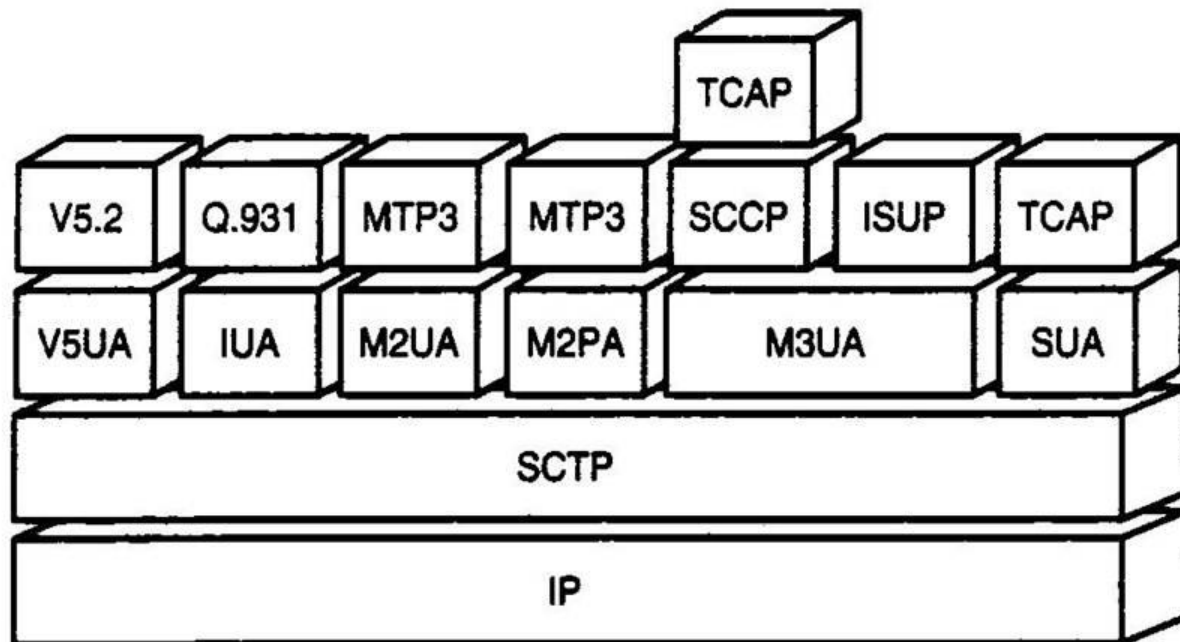 TCAP
V5.2 Q.931 MTP3 MTP3 SCCP ISUP TCAP
V5UA IUA M2UA M2PA M3UA SUA
SCTP
IP